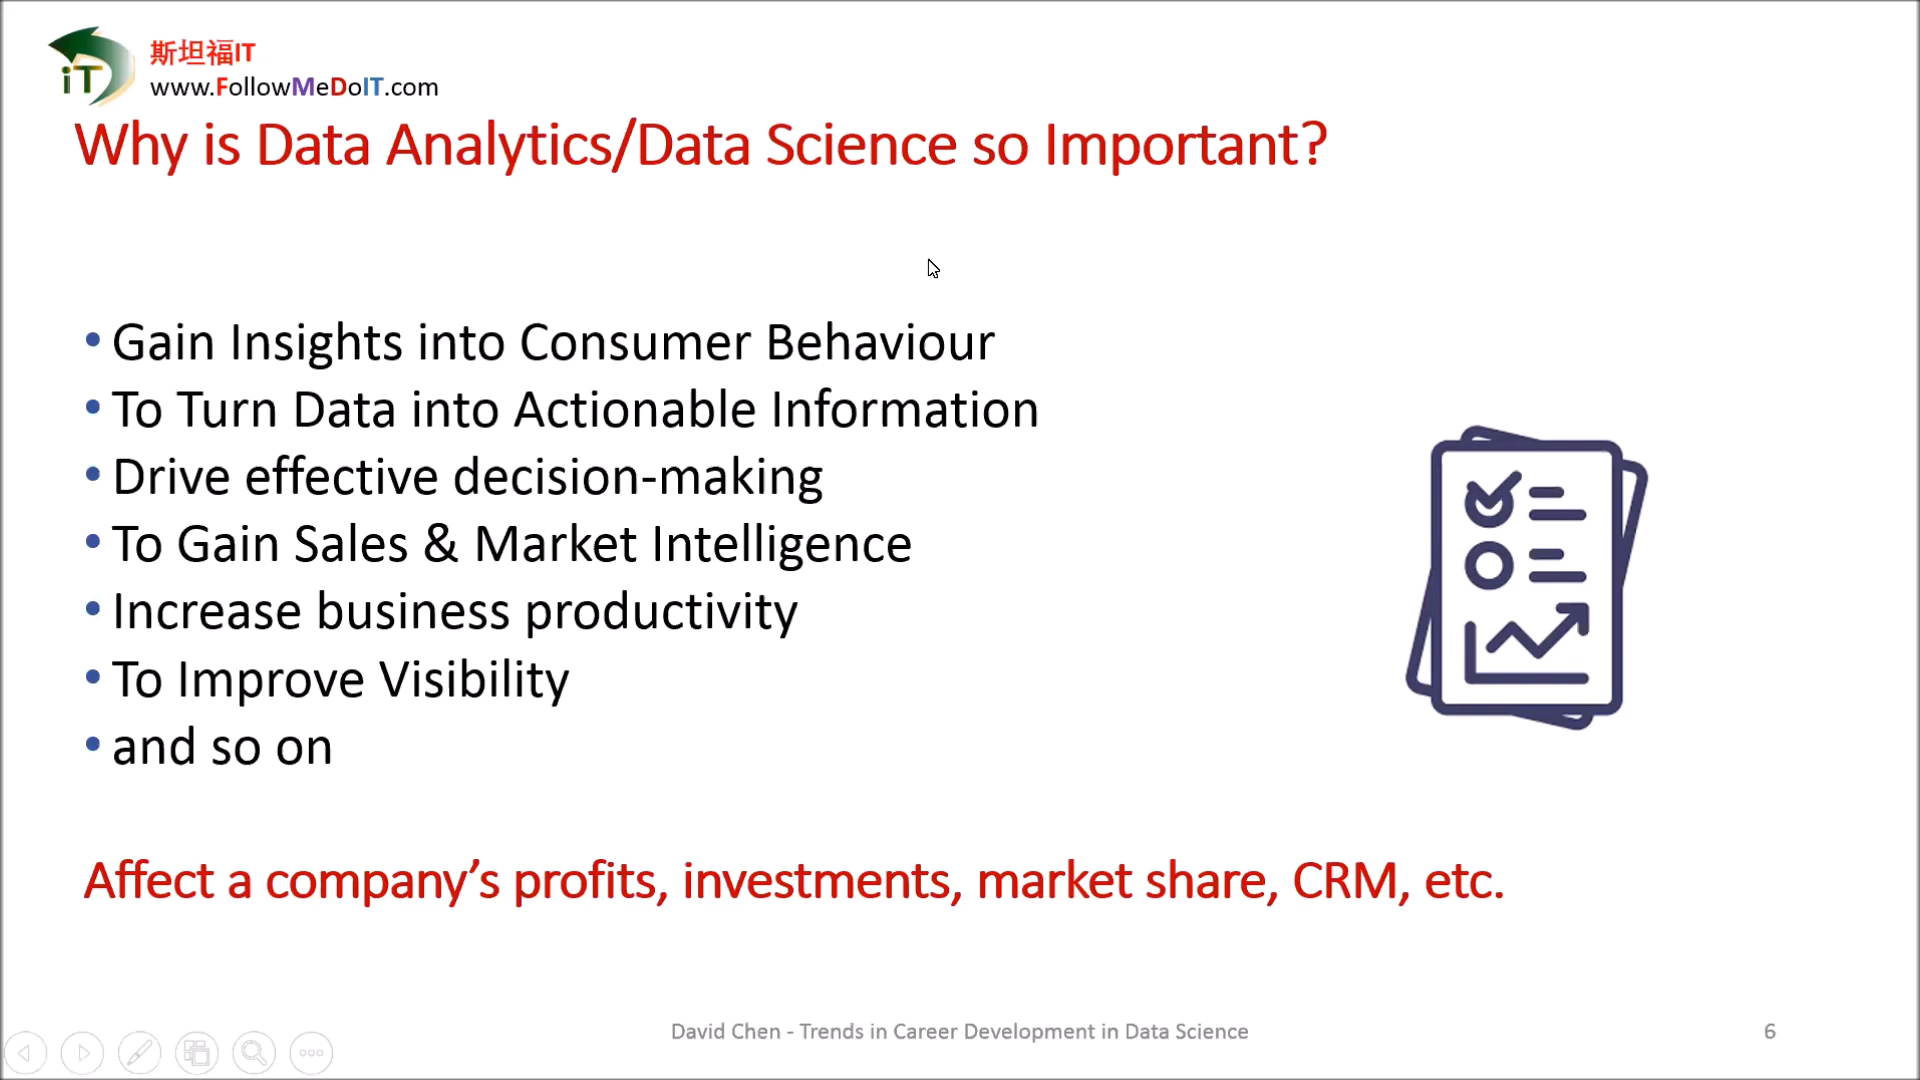 斯坦福IT
www.FollowMeDoIT.com
iT
Why is Data Analytics/Data Science so Important?
• Gain Insights into Consumer Behaviour
• To Turn Data into Actionable Information
• Drive effective decision-making
• To Gain Sales & Market Intelligence
• Increase business productivity
• To Improve Visibility
• and so on
Affect a company’s profits, investments, market share, CRM, etc.
David Chen - Trends in Career Development in Data Science
6